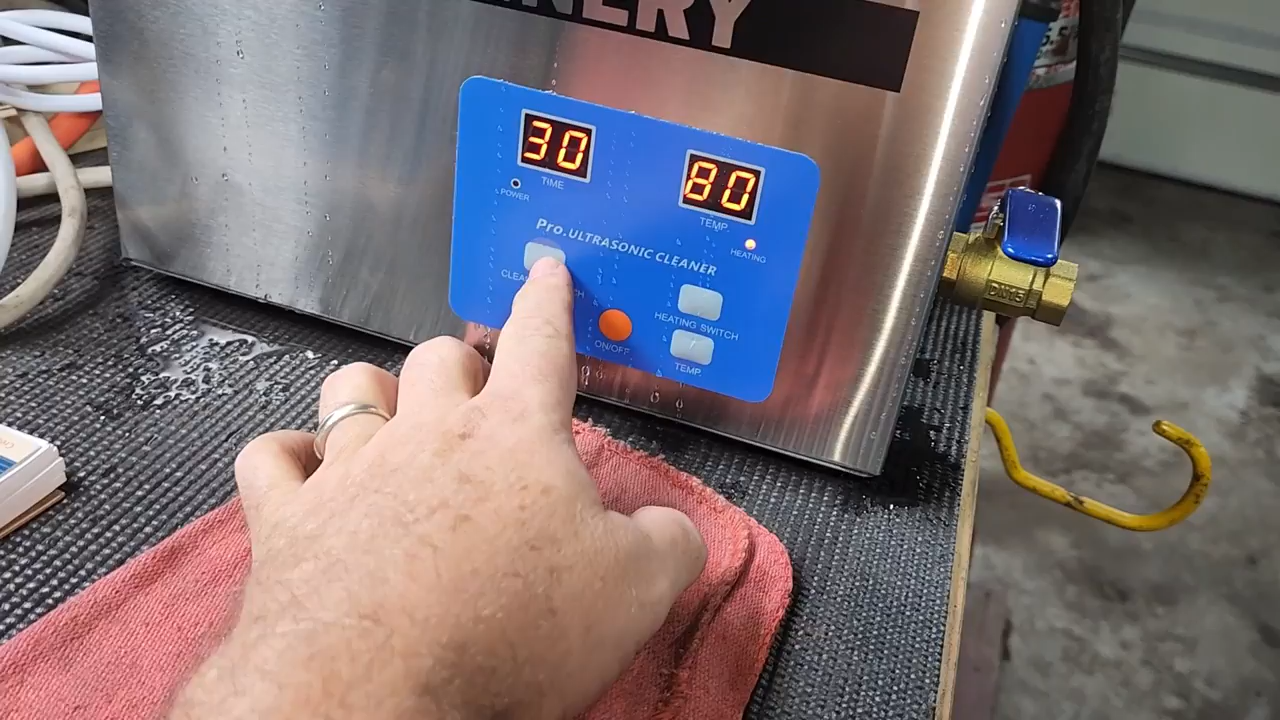 NERY
30
80
TIME
POWER
TEMP
HEATING
Pro.ULTRASONIC CLEANER
HEATING SWITCH
ON/OFF
TEMP
DN15